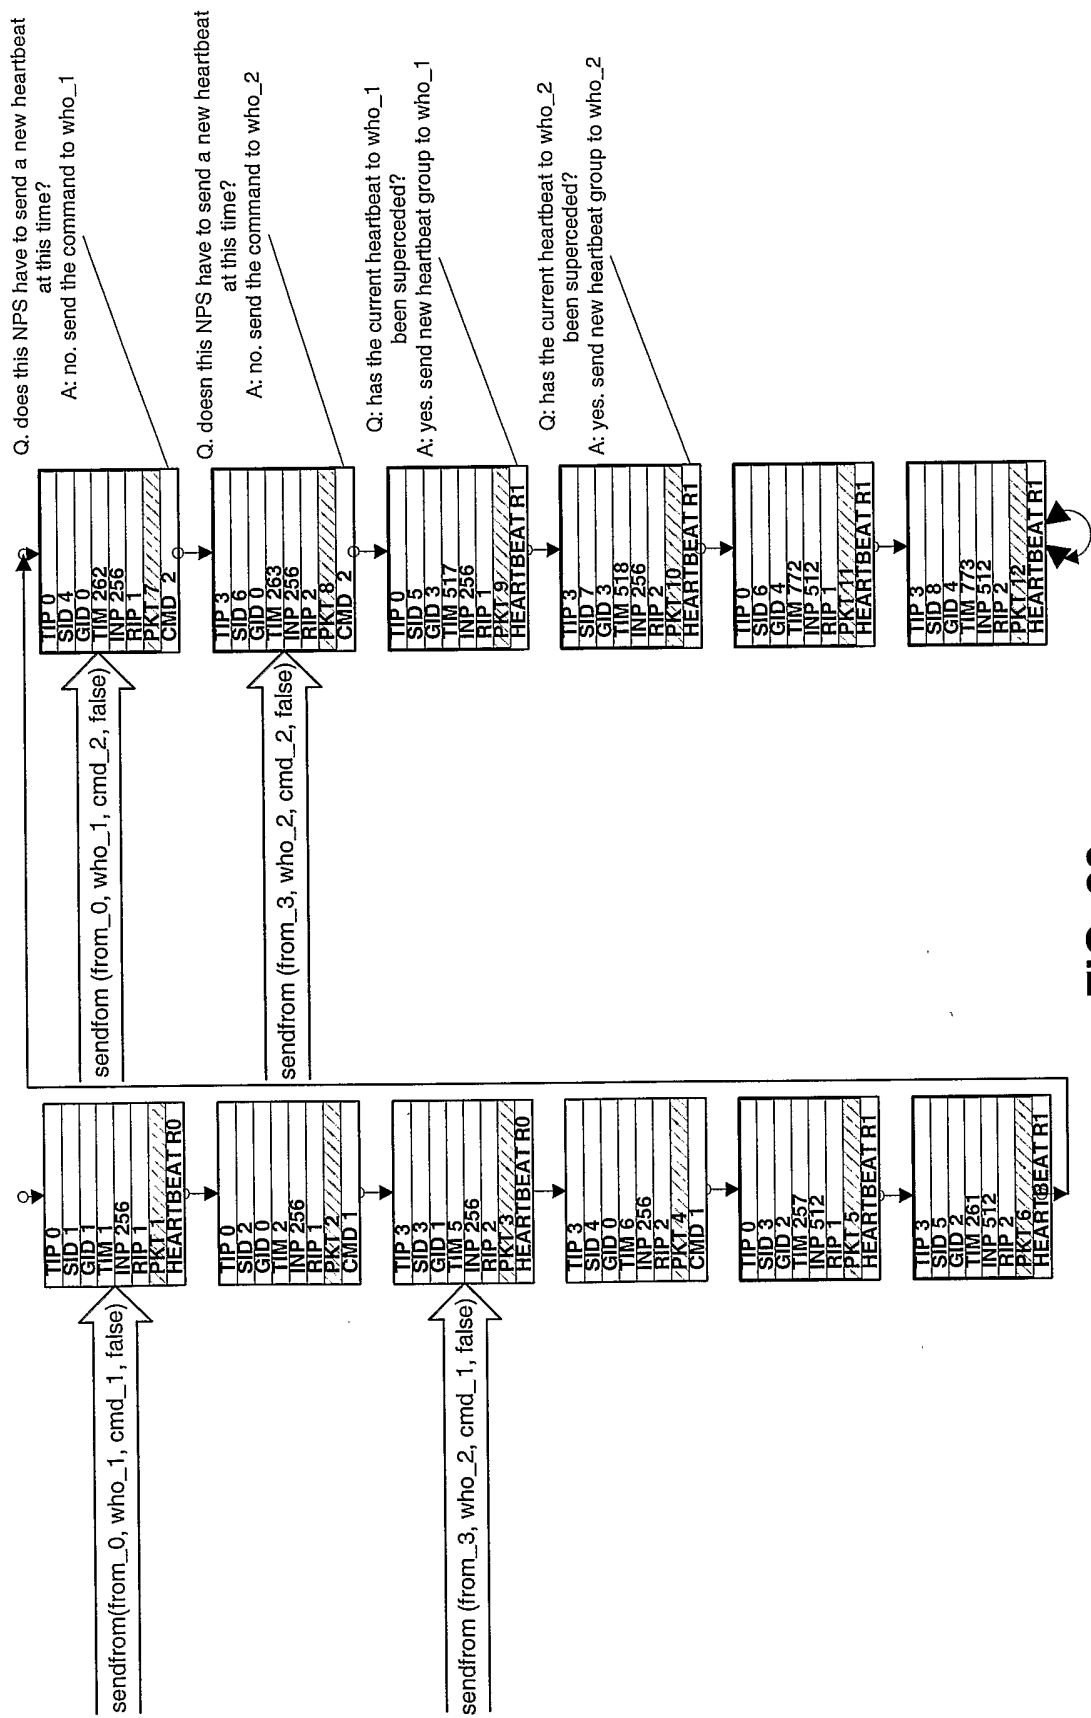 sendfrom(from_0, who_1, cmd_1, false)
TIP 0
SID 1
GID 1
TIM 1
INP 256
RIP 1
PKT 1
HEARTBEAT R0
TIP 0
SID 2
GID 0
TIM 2
INP 256
RIP 1
PKT 2
CMD 1
sendfrom (from_3, who_2, cmd_1, false)
TIP 3
SID 3
GID 1
TIM 5
INP 256
RIP 2
PKT 3
HEARTBEAT R0
TIP 3
SID 4
GID 0
TIM 6
INP 256
RIP 2
PKT 4
CMD 1
TIP 0
SID 3
GID 2
TIM 257
INP 512
RIP 1
PKT 5
HEARTBEAT R1
TIP 3
SID 5
GID 2
TIM 261
INP 512
RIP 2
PKT 6
HEARTBEAT R1
sendfom (from_0, who_1, cmd_2, false)
TIP 0
SID 4
GID 0
TIM 262
INP 256
RIP 1
PKT 7
CMD 2
Q. does this NPS have to send a new heartbeat
at this time?
A: no. send the command to who_1
sendfrom (from_3, who_2, cmd_2, false)
TIP 3
SID 6
GID 0
TIM 263
INP 256
RIP 2
PKT 8
CMD 2
Q. doesn this NPS have to send a new heartbeat
at this time?
A: no. send the command to who_2
TIP 0
SID 5
GID 3
TIM 517
INP 256
RIP 1
PKT 9
HEARTBEAT R1
Q: has the current heartbeat to who_1
been superceded?
A: yes. send new heartbeat group to who_1
TIP 3
SID 7
GID 3
TIM 518
INP 256
RIP 2
PKT 10
HEARTBEAT R1
Q: has the current heartbeat to who_2
been superceded?
A: yes. send new heartbeat group to who_2
TIP 0
SID 6
GID 4
TIM 772
INP 512
RIP 1
PKT 11
HEARTBEAT R1
TIP 3
SID 8
GID 4
TIM 773
INP 512
RIP 2
PKT 12
HEARTBEAT R1